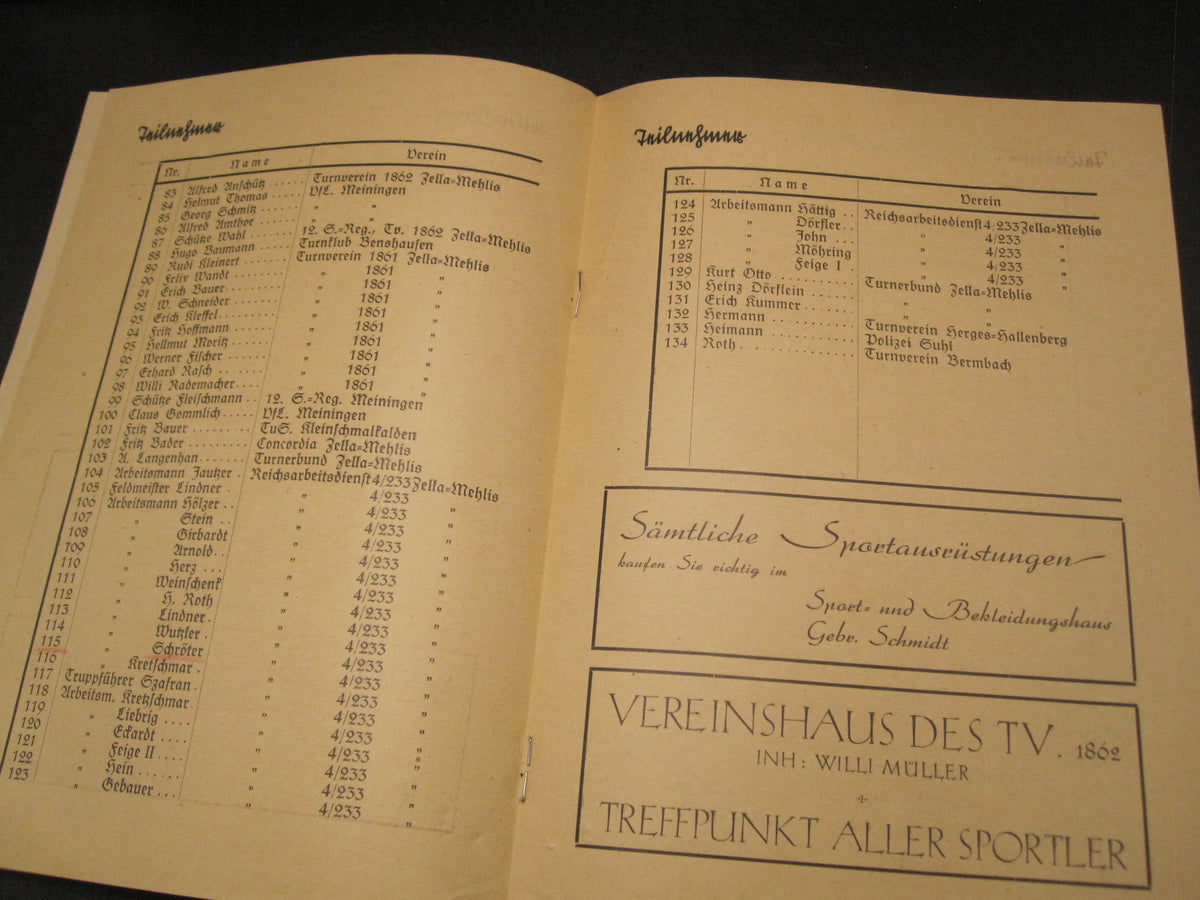 Teilnehmer
Nr. Name Verein
83 Alfred Anschütz ..... Turnverein 1862 Zella=Mehlis
84 Helmut Thomas ..... VfL. Meiningen
85 Georg Schmitz ...... " "
86 Alfred Amthor ...... " "
87 Schütze Wahl ...... 12. S.=Reg., Tv. 1862 Zella=Mehlis
88 Hugo Baumann ..... Turnklub Benshausen
89 Rudi Kleinert ...... Turnverein 1861 Zella=Mehlis
90 Felix Wandt ....... " 1861 "
91 Erich Bauer ........ " 1861 "
92 W. Schneider ...... " 1861 "
93 Erich Kleffel ....... " 1861 "
94 Fritz Hoffmann .... " 1861 "
95 Hellmut Moritz .... " 1861 "
96 Werner Fischer .... " 1861 "
97 Erhard Rasch .. .... " 1861 "
98 Willi Rademacher .... " 1861 "
99 Schütze Fleischmann .. 12. S.=Reg. Meiningen
100 Claus Gommlich ..... VfL. Meiningen
101 Fritz Bauer ........ TuS. Kleinschmalkalden
102 Fritz Bader ........ Concordia Zella=Mehlis
103 A. Langenhan ...... Turnerbund Zella=Mehlis
104 Arbeitsmann Jautzer . Reichsarbeitsdienst 4/233 Zella=Mehlis
105 Feldmeister Lindner . " 4/233 "
106 Arbeitsmann Hölzer .. " 4/233 "
107 " Stein .. " 4/233 "
108 " Girbardt " 4/233 "
109 " Arnold .. " 4/233 "
110 " Herz ... " 4/233 "
111 " Weinschenk " 4/233 "
112 " H. Roth . " 4/233 "
113 " Lindner . " 4/233 "
114 " Wutzler . " 4/233 "
115 " Schröter " 4/233 "
116 " Kretschmar . " 4/233 "
117 Truppführer Szafran . " 4/233 "
118 Arbeitsm. Kretzschmar " 4/233 "
119 " Liebrig .... " 4/233 "
120 " Eckardt .... " 4/233 "
121 " Feige II .... " 4/233 "
122 " Hein ...... " 4/233 "
123 " Gebauer ... " 4/233 "
Teilnehmer
Nr. Name Verein
124 Arbeitsmann Hättig .. Reichsarbeitsdienst 4/233 Zella=Mehlis
125 " Dörfler .. " 4/233 "
126 " John ... " 4/233 "
127 " Möhring " 4/233 "
128 " Feige I . " 4/233 "
129 Kurt Otto ........... Turnerbund Zella=Mehlis
130 Heinz Dörflein ...... " "
131 Erich Kummer ....... " "
132 Hermann ........... Turnverein Herges=Hallenberg
133 Heimann ........... Polizei Suhl
134 Roth .............. Turnverein Bermbach
Sämtliche Sportausrüstungen
kaufen Sie richtig im
Sport= und Bekleidungshaus
Gebr. Schmidt
VEREINSHAUS DES TV . 1862
INH: WILLI MÜLLER
TREFFPUNKT ALLER SPORTLER